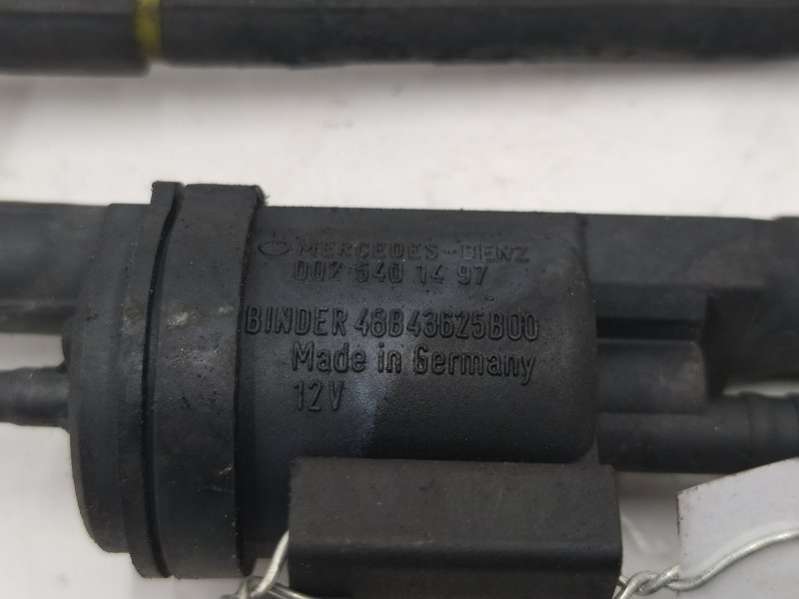 MERCEDES-BENZ
002 540 14 97
BINDER 48B43625B00
Made in Germany
12V